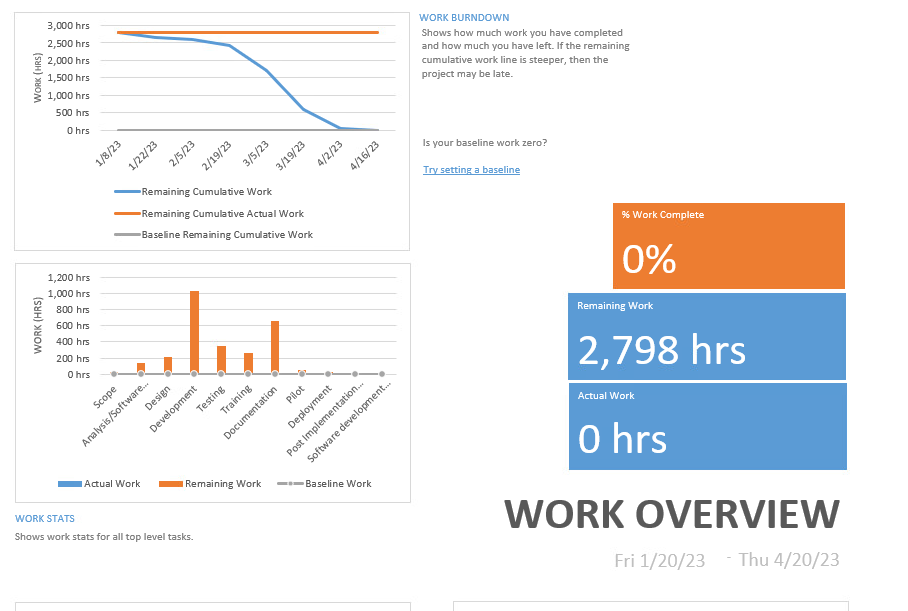 3,000 hrs
2,500 hrs
2,000 hrs
1,500 hrs
1,000 hrs
500 hrs
0 hrs
WORK (HRS)
1/8/23
1/22/23
2/5/23
2/19/23
3/5/23
3/19/23
4/2/23
4/16/23
Remaining Cumulative Work
Remaining Cumulative Actual Work
Baseline Remaining Cumulative Work
WORK BURNDOWN
Shows how much work you have completed
and how much you have left. If the remaining
cumulative work line is steeper, then the
project may be late.
Is your baseline work zero?
Try setting a baseline
% Work Complete
0%
Remaining Work
2,798 hrs
Actual Work
0 hrs
1,200 hrs
1,000 hrs
800 hrs
600 hrs
400 hrs
200 hrs
0 hrs
WORK (HRS)
Scope
Analysis/Software...
Design
Development
Testing
Training
Documentation
Pilot
Deployment
Post Implementation...
Software development...
Actual Work
Remaining Work
Baseline Work
WORK STATS
Shows work stats for all top level tasks.
WORK OVERVIEW
Fri 1/20/23 - Thu 4/20/23